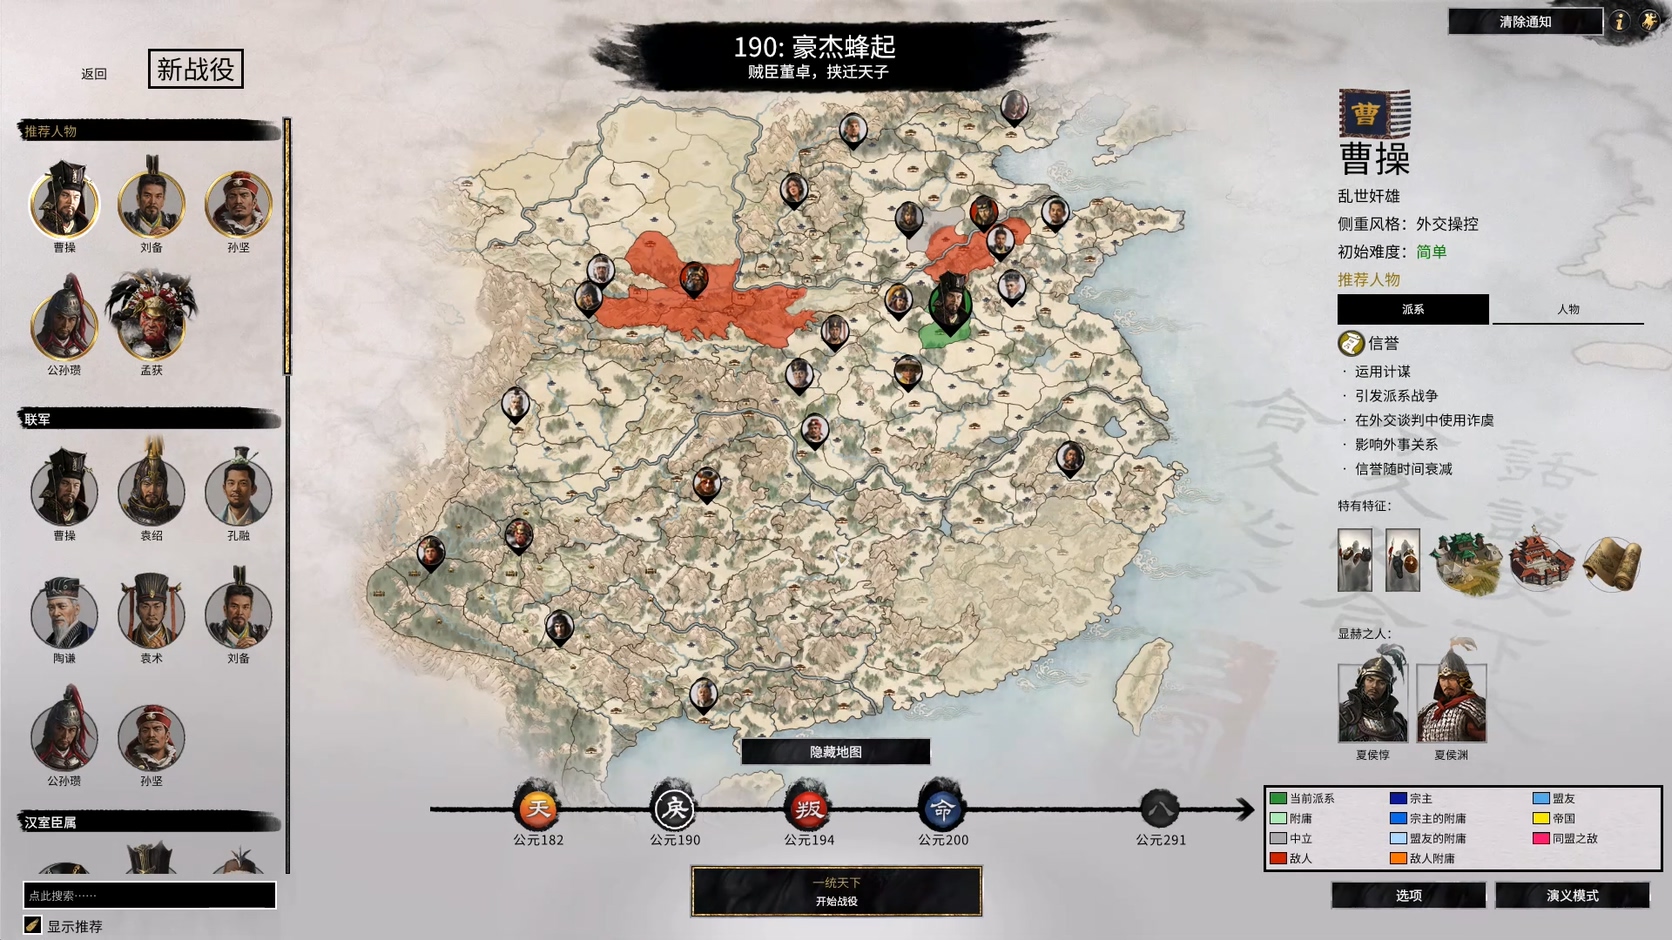 清除通知
190: 豪杰蜂起
贼臣董卓，挟迁天子
返回
新战役
推荐人物
曹操
刘备
孙坚
公孙瓒
孟获
联军
曹操
袁绍
孔融
陶谦
袁术
刘备
公孙瓒
孙坚
汉室臣属
点此搜索……
显示推荐
隐藏地图
天
叛
命
八
公元182
公元190
公元194
公元200
公元291
一统天下
开始战役
曹
曹操
乱世奸雄
侧重风格：外交操控
初始难度：简单
推荐人物
派系
人物
信誉
· 运用计谋
· 引发派系战争
· 在外交谈判中使用诈虞
· 影响外事关系
· 信誉随时间衰减
特有特征：
显赫之人：
夏侯惇
夏侯渊
当前派系
宗主
盟友
附庸
宗主的附庸
帝国
中立
盟友的附庸
同盟之敌
敌人
敌人附庸
选项
演义模式